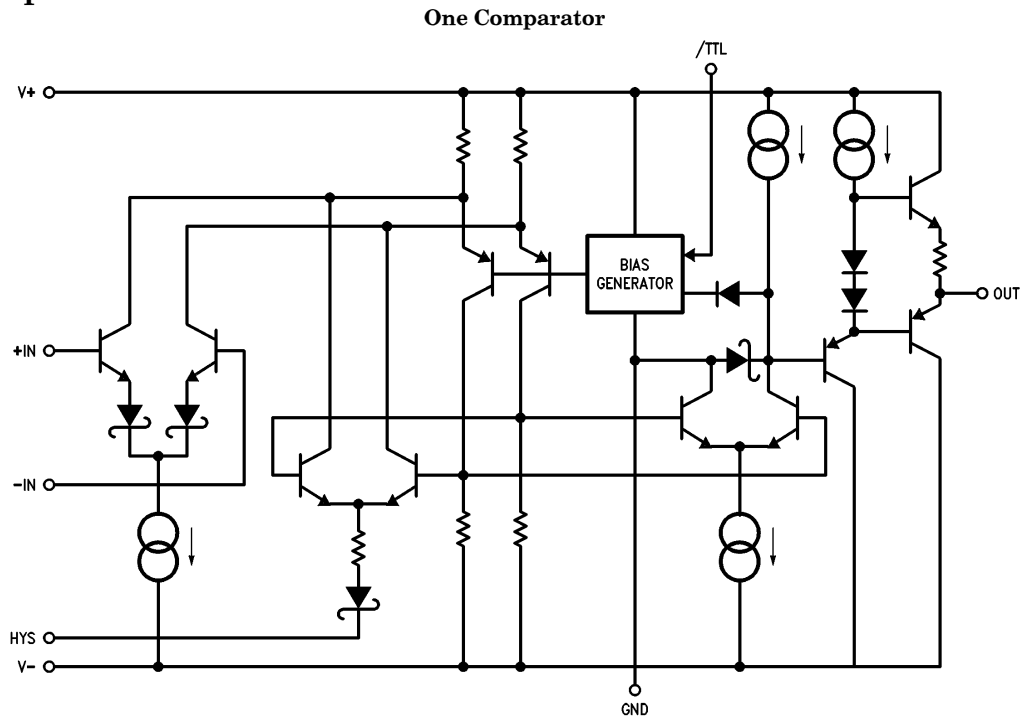 One Comparator
/TTL
V+
BIAS
GENERATOR
OUT
+IN
-IN
HYS
V-
GND